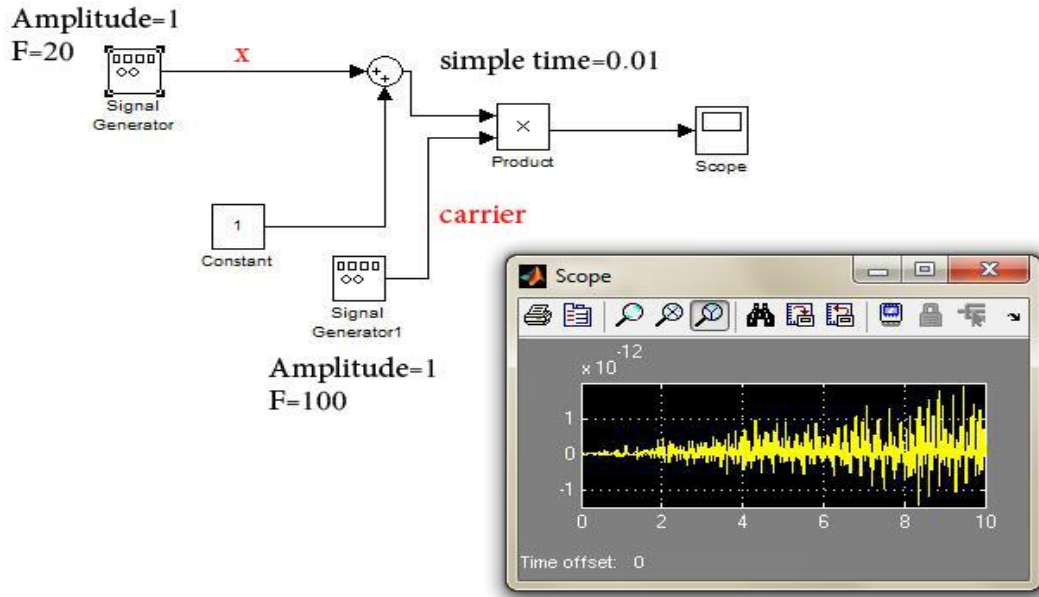 Amplitude=1
F=20
x
simple time=0.01
Signal
Generator
Product
Scope
1
Constant
carrier
Signal
Generator1
Amplitude=1
F=100
Scope
x 10^-12
1
0
-1
0 2 4 6 8 10
Time offset: 0